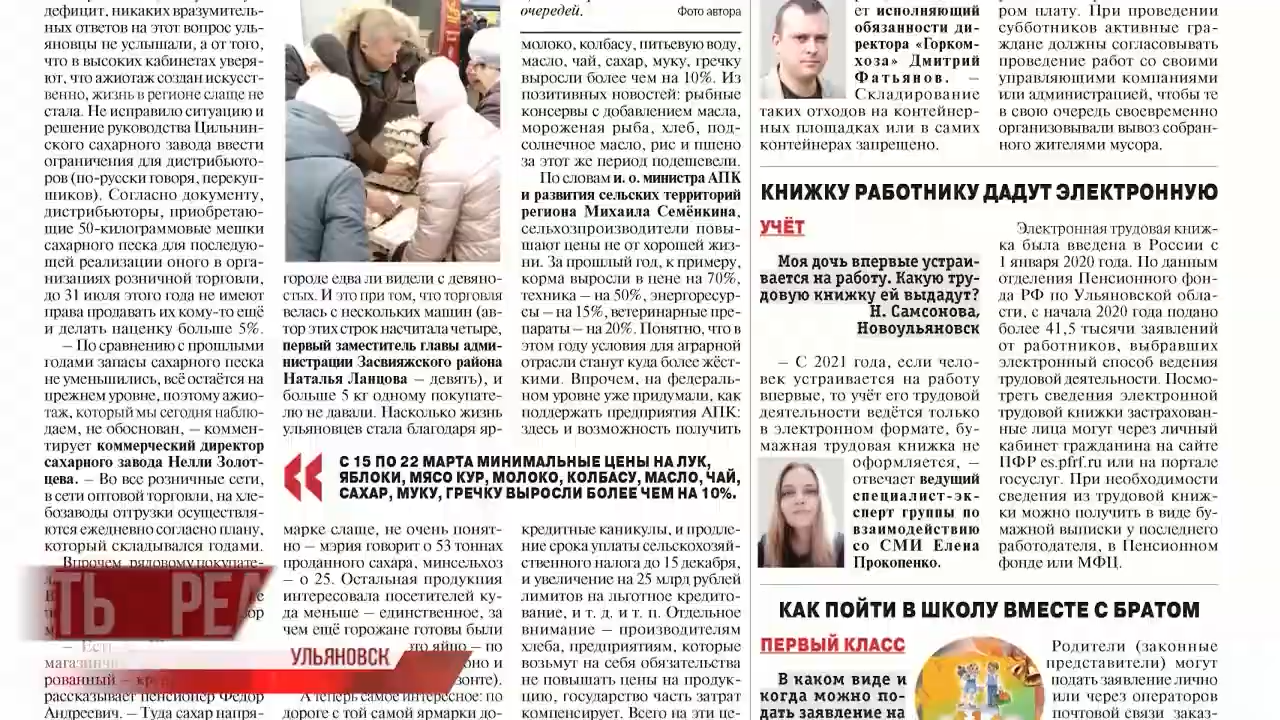 дефицит, никаких вразумитель-
ных ответов на этот вопрос уль-
яновцы не услышали, а от того,
что в высоких кабинетах уверя-
ют, что ажиотаж создан искусст-
венно, жизнь в регионе слаще не
стала. Не исправило ситуацию и
решение руководства Цильнин-
ского сахарного завода ввести
ограничения для дистрибьюто-
ров (по-русски говоря, перекуп-
щиков). Согласно документу,
дистрибьюторы, приобретаю-
щие 50-килограммовые мешки
сахарного песка для последую-
щей реализации оного в орга-
низациях розничной торговли,
до 31 июля этого года не имеют
права продавать их кому-то ещё
и делать наценку больше 5%.
– По сравнению с прошлыми
годами запасы сахарного песка
не уменьшились, всё остаётся на
прежнем уровне, поэтому ажио-
таж, который мы сегодня наблю-
даем, не обоснован, – коммен-
тирует коммерческий директор
сахарного завода Нелли Золот-
цева. – Во все розничные сети,
в сети оптовой торговли, на хле-
бозаводы отгрузки осуществля-
ются ежедневно согласно плану,
который складывался годами.
Впрочем, рядовому покупате-
рассказывает пенсионер Фёдор
Андреевич. – Туда сахар напря-
городе едва ли видели с девяно-
стых. И это при том, что торговля
велась с нескольких машин (ав-
тор этих строк насчитала четыре,
первый заместитель главы адми-
нистрации Засвияжского района
Наталья Ланцова – девять), и
больше 5 кг одному покупате-
лю не давали. Насколько жизнь
ульяновцев стала благодаря яр-
С 15 ПО 22 МАРТА МИНИМАЛЬНЫЕ ЦЕНЫ НА ЛУК,
ЯБЛОКИ, МЯСО КУР, МОЛОКО, КОЛБАСУ, МАСЛО, ЧАЙ,
САХАР, МУКУ, ГРЕЧКУ ВЫРОСЛИ БОЛЕЕ ЧЕМ НА 10%.
марке слаще, не очень понят-
но – мэрия говорит о 53 тоннах
проданного сахара, минсельхоз
– о 25. Остальная продукция
интересовала посетителей ку-
да меньше – единственное, за
чем ещё горожане готовы были
это яйцо – по
А теперь самое интересное: по
дороге с той самой ярмарки до-
очередей.
Фото автора
молоко, колбасу, питьевую воду,
масло, чай, сахар, муку, гречку
выросли более чем на 10%. Из
позитивных новостей: рыбные
консервы с добавлением масла,
мороженая рыба, хлеб, под-
солнечное масло, рис и пшено
за этот же период подешевели.
По словам и. о. министра АПК
и развития сельских территорий
региона Михаила Семёнкина,
сельхозпроизводители повы-
шают цены не от хорошей жиз-
ни. За прошлый год, к примеру,
корма выросли в цене на 70%,
техника – на 50%, энергоресур-
сы – на 15%, ветеринарные пре-
параты – на 20%. Понятно, что в
этом году условия для аграрной
отрасли станут куда более жёст-
кими. Впрочем, на федераль-
ном уровне уже придумали, как
поддержать предприятия АПК:
здесь и возможность получить
кредитные каникулы, и продле-
ние срока уплаты сельскохозяй-
ственного налога до 15 декабря,
и увеличение на 25 млрд рублей
лимитов на льготное кредито-
вание, и т. д. и т. п. Отдельное
внимание – производителям
хлеба, предприятиям, которые
возьмут на себя обязательства
не повышать цены на продук-
цию, государство часть затрат
компенсирует. Всего на эти це-
ет исполняющий
обязанности ди-
ректора «Горком-
хоза» Дмитрий
Фатьянов. –
Складирование
таких отходов на контейнер-
ных площадках или в самих
контейнерах запрещено.
ром плату. При проведении
субботников активные гра-
ждане должны согласовывать
проведение работ со своими
управляющими компаниями
или администрацией, чтобы те
в свою очередь своевременно
организовывали вывоз собран-
ного жителями мусора.
КНИЖКУ РАБОТНИКУ ДАДУТ ЭЛЕКТРОННУЮ
УЧЁТ
Моя дочь впервые устраи-
вается на работу. Какую тру-
довую книжку ей выдадут?
Н. Самсонова,
Новоульяновск
– С 2021 года, если чело-
век устраивается на работу
впервые, то учёт его трудовой
деятельности ведётся только
в электронном формате, бу-
мажная трудовая книжка не
оформляется, –
отвечает ведущий
специалист-эк-
сперт группы по
взаимодействию
со СМИ Елена
Прокопенко.
Электронная трудовая книж-
ка была введена в России с
1 января 2020 года. По данным
отделения Пенсионного фон-
да РФ по Ульяновской обла-
сти, с начала 2020 года подано
более 41,5 тысячи заявлений
от работников, выбравших
электронный способ ведения
трудовой деятельности. Посмо-
треть сведения электронной
трудовой книжки застрахован-
ные лица могут через личный
кабинет гражданина на сайте
ПФР es.pfrf.ru или на портале
госуслуг. При необходимости
сведения из трудовой книж-
ки можно получить в виде бу-
мажной выписки у последнего
работодателя, в Пенсионном
фонде или МФЦ.
КАК ПОЙТИ В ШКОЛУ ВМЕСТЕ С БРАТОМ
ПЕРВЫЙ КЛАСС
В каком виде и
когда можно по-
дать заявление на
Родители (законные
представители) могут
подать заявление лично
или через операторов
почтовой связи заказ-
ТЬ РЕА
УЛЬЯНОВСК